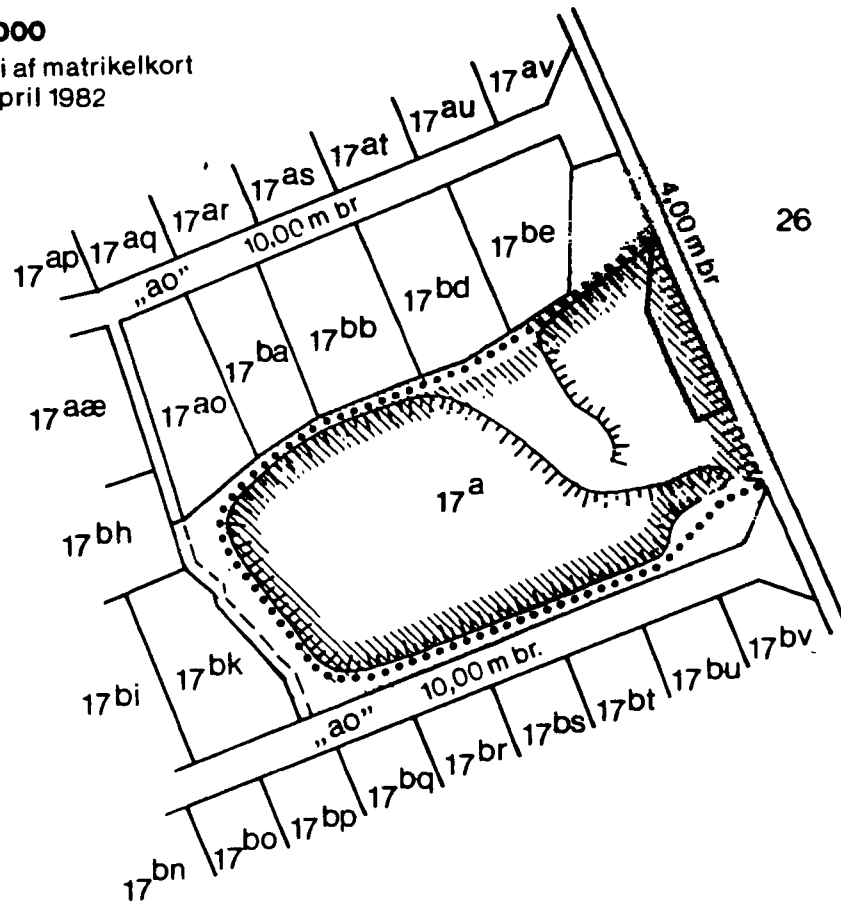 000
i af matrikelkort
pril 1982
17av
17au
17at
17as
17ar
17aq
17ap
„ao” 10,00 m br
4,00 m br
26
17be
17bd
17bb
17ba
17ao
17aæ
17a
17bh
17bk
17bi
„ao” 10,00 m br.
17bv
17bu
17bt
17bs
17br
17bq
17bp
17bo
17bn